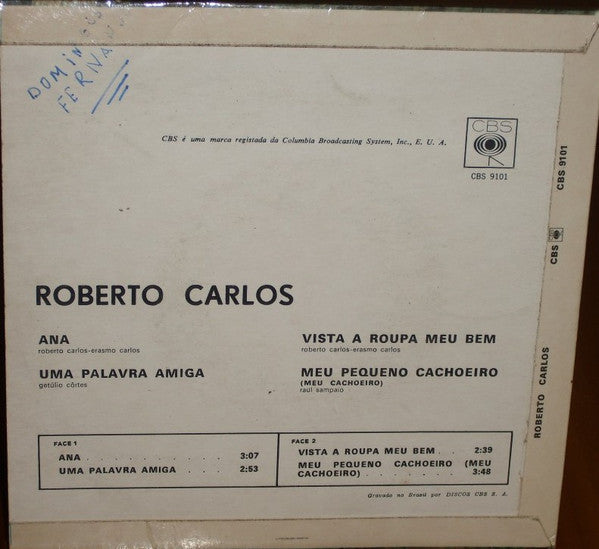 DOMINGOS
CBS é uma marca registada da Columbia Broadcasting System, Inc., E. U. A.
CBS
CBS 9101
ROBERTO CARLOS
ANA
roberto carlos-erasmo carlos
UMA PALAVRA AMIGA
getúlio côrtes
VISTA A ROUPA MEU BEM
roberto carlos-erasmo carlos
MEU PEQUENO CACHOEIRO
(MEU CACHOEIRO)
raul sampaio
FACE 1
ANA . . . . . . . . . . . 3:07
UMA PALAVRA AMIGA . . . . 2:53
FACE 2
VISTA A ROUPA MEU BEM . . 2:39
MEU PEQUENO CACHOEIRO (MEU
CACHOEIRO) . . . . . . . . 3:48
Gravado no Brasil por DISCOS CBS S. A.
CBS 9101
CBS
ROBERTO CARLOS